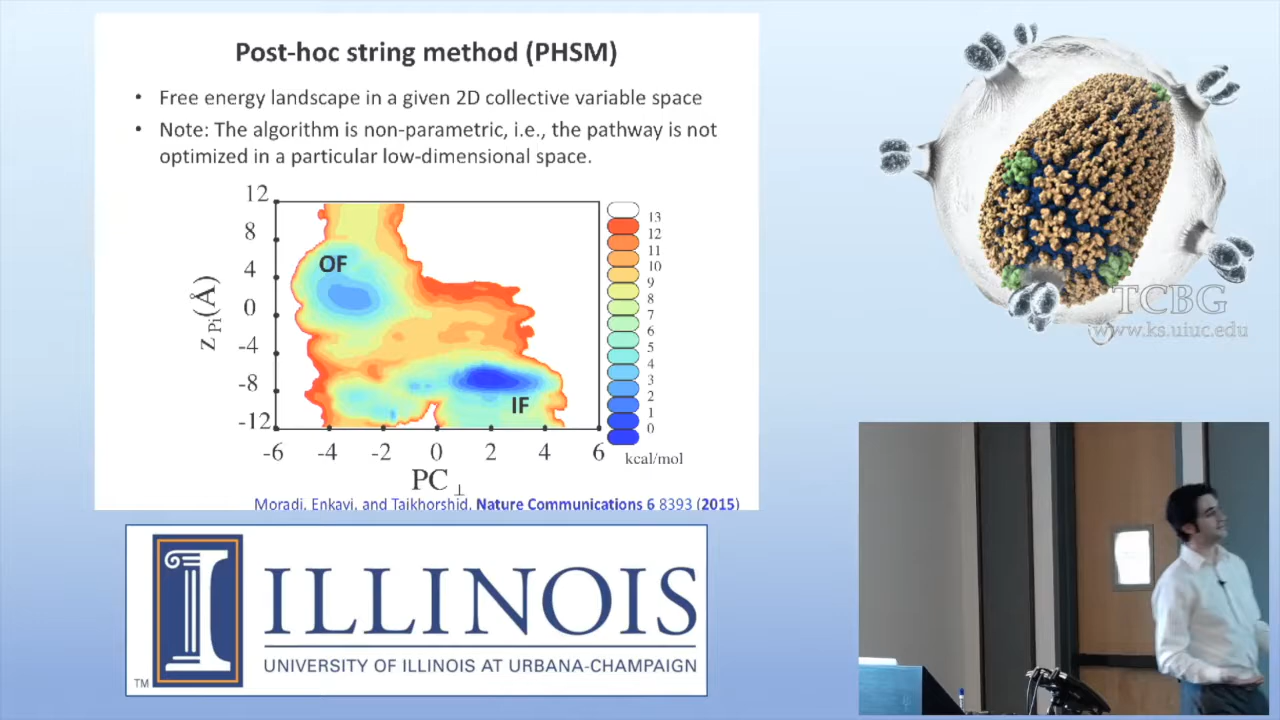 Post-hoc string method (PHSM)
• Free energy landscape in a given 2D collective variable space
• Note: The algorithm is non-parametric, i.e., the pathway is not
optimized in a particular low-dimensional space.
12
8
4
0
-4
-8
-12
z Pi (Å)
OF
IF
-6 -4 -2 0 2 4 6
PC ⊥
13
12
11
10
9
8
7
6
5
4
3
2
1
0
kcal/mol
Moradi, Enkavi, and Tajkhorshid, Nature Communications 6 8393 (2015)
TCBG
www.ks.uiuc.edu
ILLINOIS
UNIVERSITY OF ILLINOIS AT URBANA-CHAMPAIGN
TM